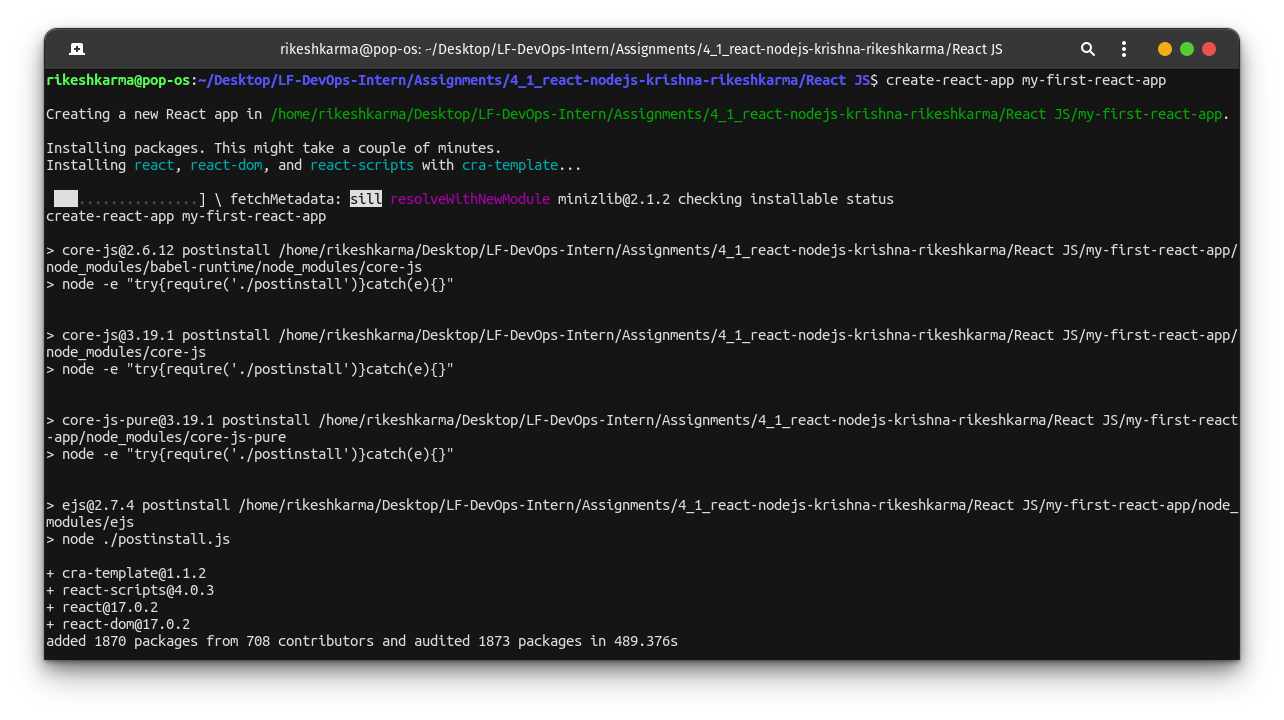 rikeshkarma@pop-os: ~/Desktop/LF-DevOps-Intern/Assignments/4_1_react-nodejs-krishna-rikeshkarma/React JS
rikeshkarma@pop-os:~/Desktop/LF-DevOps-Intern/Assignments/4_1_react-nodejs-krishna-rikeshkarma/React JS$ create-react-app my-first-react-app
Creating a new React app in /home/rikeshkarma/Desktop/LF-DevOps-Intern/Assignments/4_1_react-nodejs-krishna-rikeshkarma/React JS/my-first-react-app.
Installing packages. This might take a couple of minutes.
Installing react, react-dom, and react-scripts with cra-template...
...............] \ fetchMetadata: sill resolveWithNewModule minizlib@2.1.2 checking installable status
create-react-app my-first-react-app
> core-js@2.6.12 postinstall /home/rikeshkarma/Desktop/LF-DevOps-Intern/Assignments/4_1_react-nodejs-krishna-rikeshkarma/React JS/my-first-react-app/
node_modules/babel-runtime/node_modules/core-js
> node -e "try{require('./postinstall')}catch(e){}"
> core-js@3.19.1 postinstall /home/rikeshkarma/Desktop/LF-DevOps-Intern/Assignments/4_1_react-nodejs-krishna-rikeshkarma/React JS/my-first-react-app/
node_modules/core-js
> node -e "try{require('./postinstall')}catch(e){}"
> core-js-pure@3.19.1 postinstall /home/rikeshkarma/Desktop/LF-DevOps-Intern/Assignments/4_1_react-nodejs-krishna-rikeshkarma/React JS/my-first-react
-app/node_modules/core-js-pure
> node -e "try{require('./postinstall')}catch(e){}"
> ejs@2.7.4 postinstall /home/rikeshkarma/Desktop/LF-DevOps-Intern/Assignments/4_1_react-nodejs-krishna-rikeshkarma/React JS/my-first-react-app/node_
modules/ejs
> node ./postinstall.js
+ cra-template@1.1.2
+ react-scripts@4.0.3
+ react@17.0.2
+ react-dom@17.0.2
added 1870 packages from 708 contributors and audited 1873 packages in 489.376s